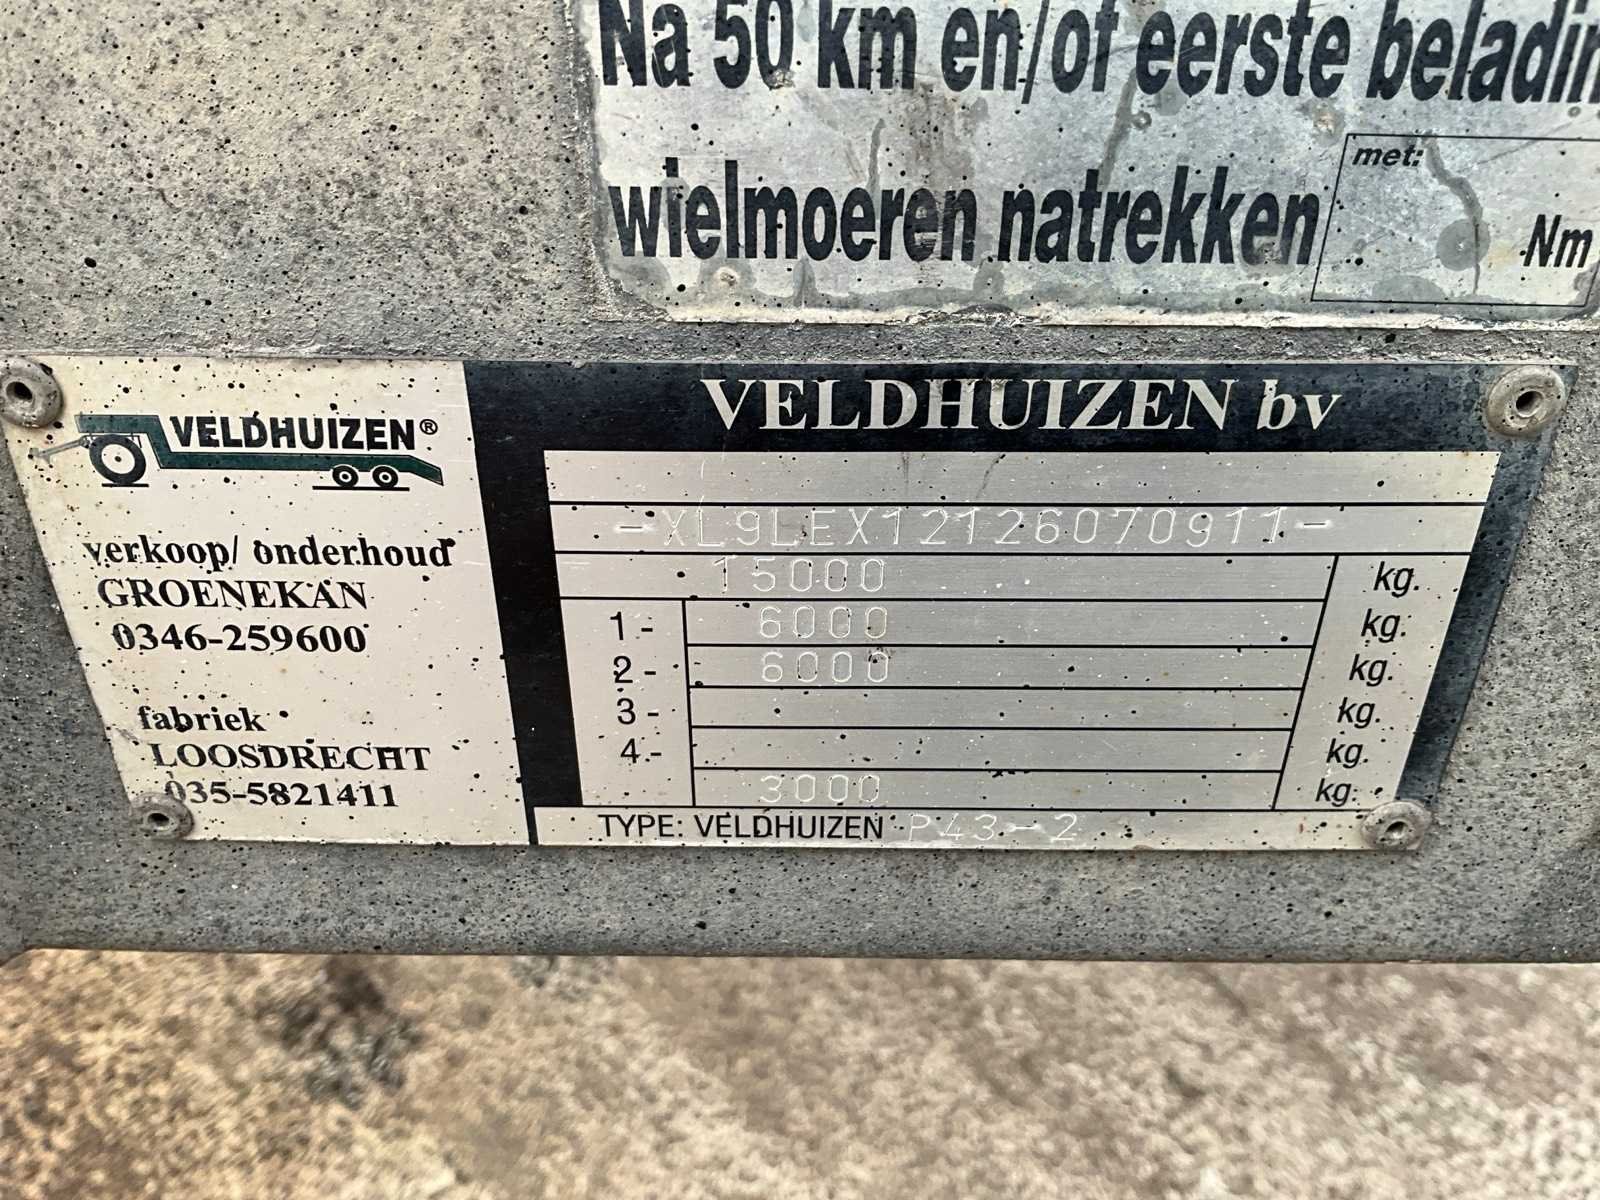 Na 50 km en/of eerste beladin
wielmoeren natrekken
met:
Nm
VELDHUIZEN®
verkoop/ onderhoud
GROENEKAN
0346-259600
fabriek
LOOSDRECHT
035-5821411
VELDHUIZEN bv
-XL9LEX12126070911-
15000 kg.
1- 6000 kg.
2- 6000 kg.
3- kg.
4- kg.
3000 kg.
TYPE: VELDHUIZEN P43-2